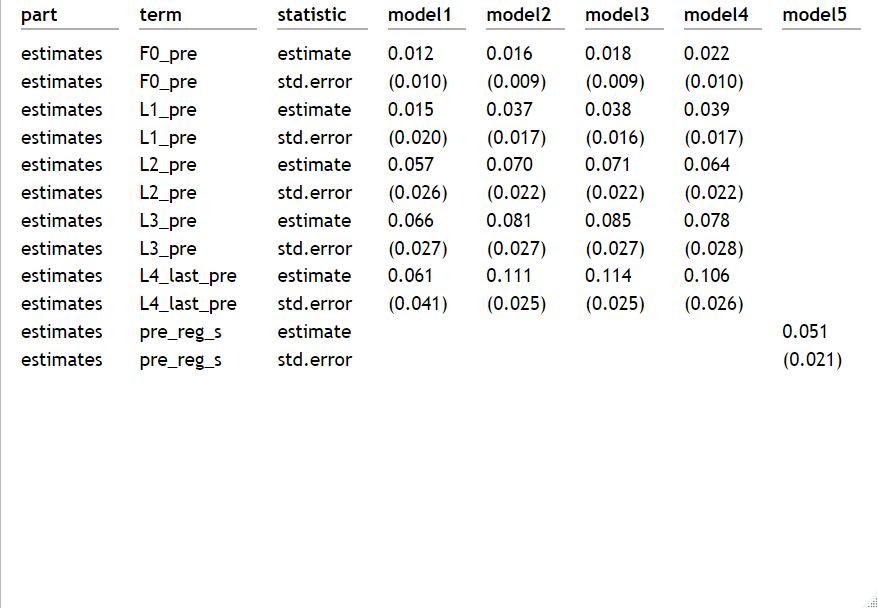 part term statistic model1 model2 model3 model4 model5
estimates F0_pre estimate 0.012 0.016 0.018 0.022
estimates F0_pre std.error (0.010) (0.009) (0.009) (0.010)
estimates L1_pre estimate 0.015 0.037 0.038 0.039
estimates L1_pre std.error (0.020) (0.017) (0.016) (0.017)
estimates L2_pre estimate 0.057 0.070 0.071 0.064
estimates L2_pre std.error (0.026) (0.022) (0.022) (0.022)
estimates L3_pre estimate 0.066 0.081 0.085 0.078
estimates L3_pre std.error (0.027) (0.027) (0.027) (0.028)
estimates L4_last_pre estimate 0.061 0.111 0.114 0.106
estimates L4_last_pre std.error (0.041) (0.025) (0.025) (0.026)
estimates pre_reg_s estimate 0.051
estimates pre_reg_s std.error (0.021)